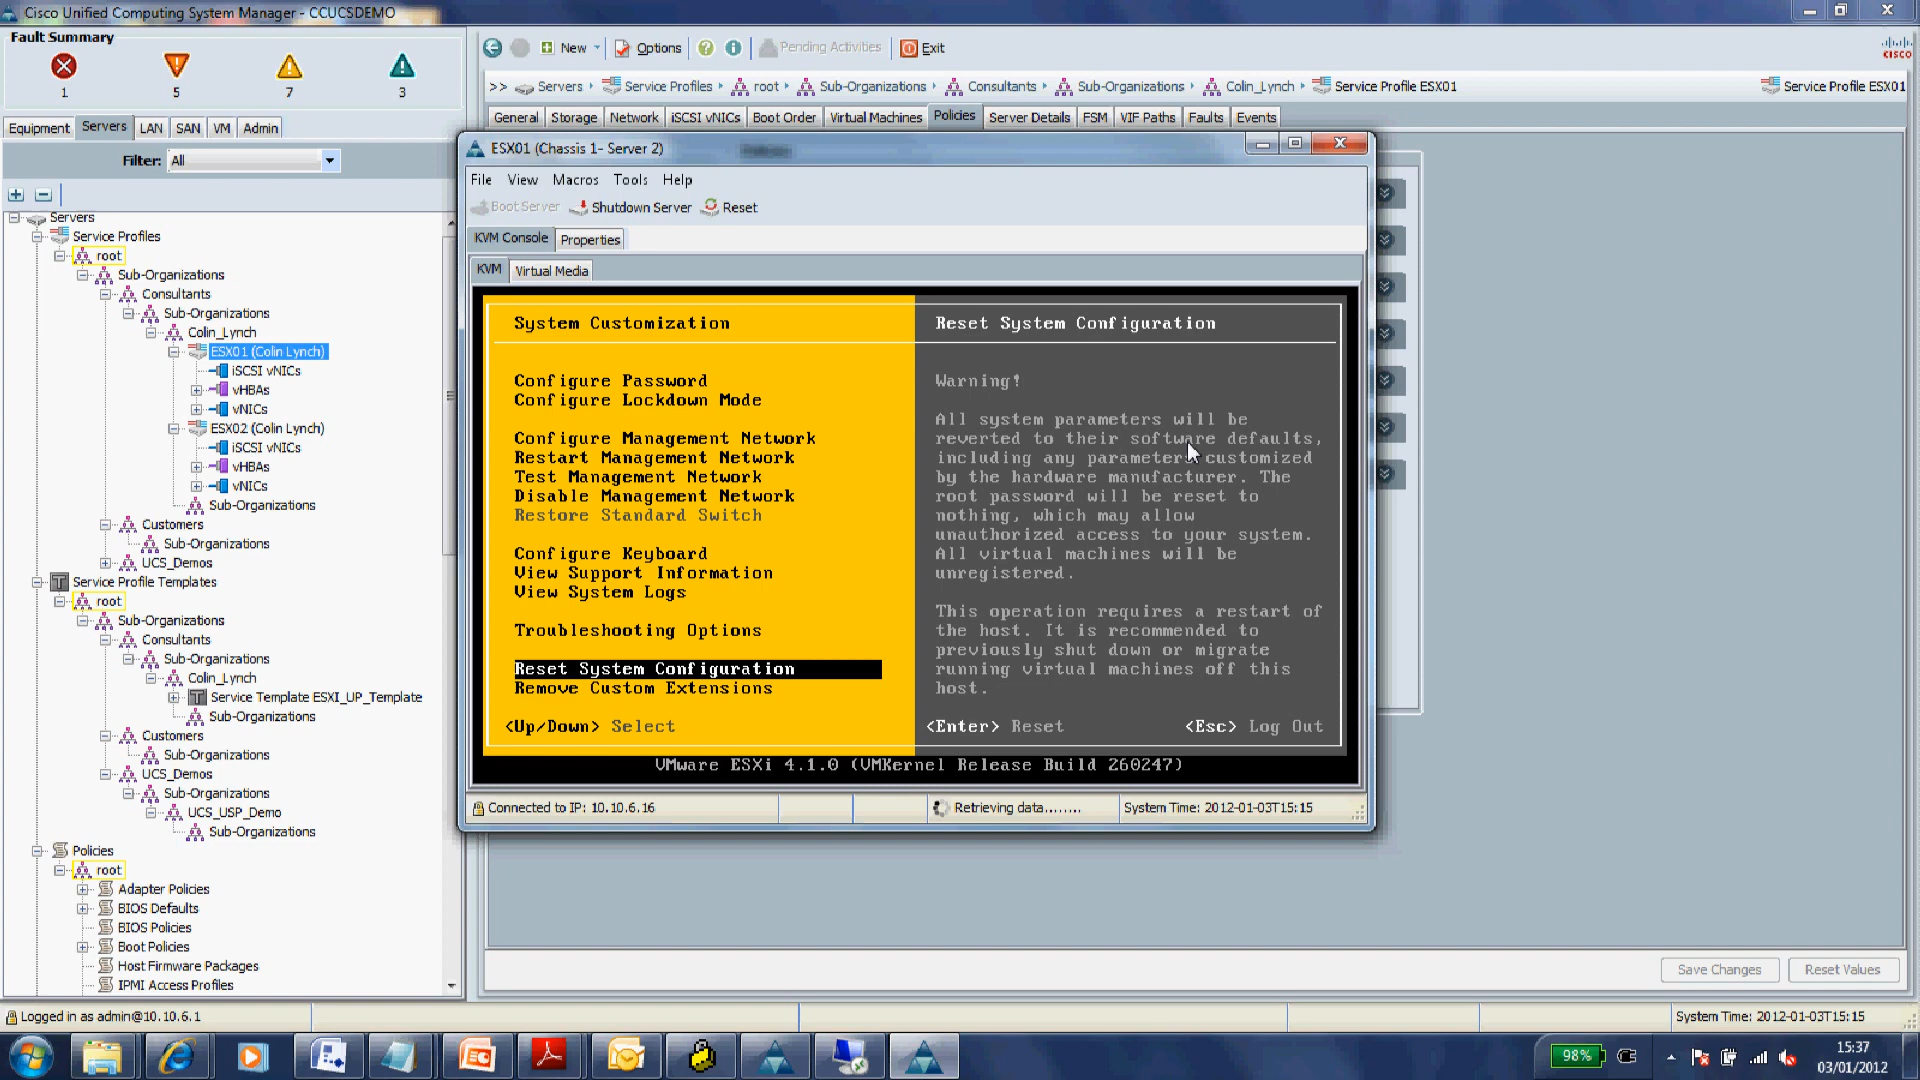 Cisco Unified Computing System Manager - CCUCSDEMO
Fault Summary
1 5 7 3
New Options Pending Activities Exit
CISCO
>> Servers Service Profiles root Sub-Organizations Consultants Sub-Organizations Colin_Lynch Service Profile ESX01
Service Profile ESX01
Equipment Servers LAN SAN VM Admin
General Storage Network iSCSI vNICs Boot Order Virtual Machines Policies Server Details FSM VIF Paths Faults Events
Filter: All
Servers
Service Profiles
root
Sub-Organizations
Consultants
Sub-Organizations
Colin_Lynch
ESX01 (Colin Lynch)
iSCSI vNICs
vHBAs
vNICs
ESX02 (Colin Lynch)
iSCSI vNICs
vHBAs
vNICs
Sub-Organizations
Customers
Sub-Organizations
UCS_Demos
Service Profile Templates
root
Sub-Organizations
Consultants
Sub-Organizations
Colin_Lynch
Service Template ESXI_UP_Template
Sub-Organizations
Customers
Sub-Organizations
UCS_Demos
Sub-Organizations
UCS_USP_Demo
Sub-Organizations
Policies
root
Adapter Policies
BIOS Defaults
BIOS Policies
Boot Policies
Host Firmware Packages
IPMI Access Profiles
ESX01 (Chassis 1- Server 2)
File View Macros Tools Help
Boot Server Shutdown Server Reset
KVM Console Properties
KVM Virtual Media
System Customization
Configure Password
Configure Lockdown Mode
Configure Management Network
Restart Management Network
Test Management Network
Disable Management Network
Restore Standard Switch
Configure Keyboard
View Support Information
View System Logs
Troubleshooting Options
Reset System Configuration
Remove Custom Extensions
<Up/Down> Select
Reset System Configuration
Warning!
All system parameters will be
reverted to their software defaults,
including any parameters customized
by the hardware manufacturer. The
root password will be reset to
nothing, which may allow
unauthorized access to your system.
All virtual machines will be
unregistered.
This operation requires a restart of
the host. It is recommended to
previously shut down or migrate
running virtual machines off this
host.
<Enter> Reset <Esc> Log Out
VMware ESXi 4.1.0 (VMKernel Release Build 260247)
Connected to IP: 10.10.6.16 Retrieving data........ System Time: 2012-01-03T15:15
Save Changes Reset Values
Logged in as admin@10.10.6.1
System Time: 2012-01-03T15:15
98%
15:37
03/01/2012